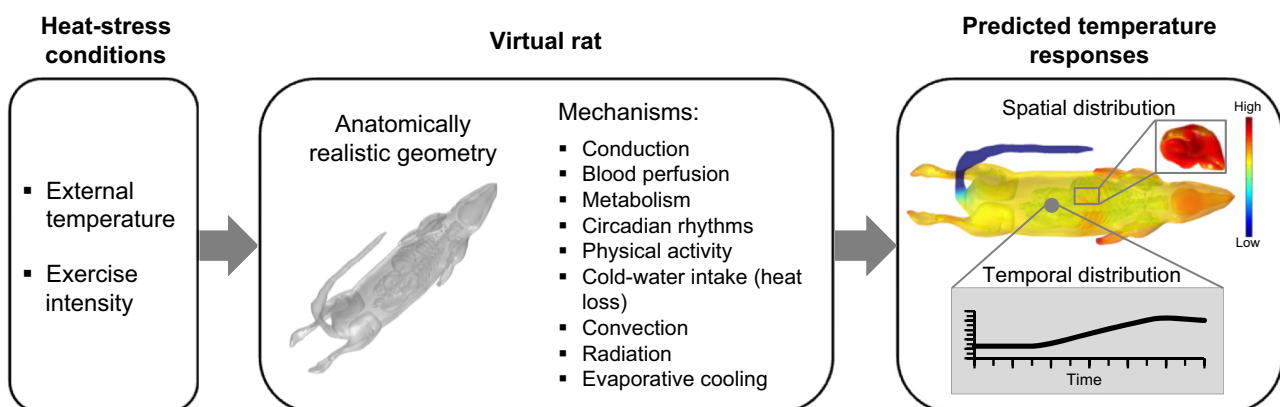 Heat-stress
conditions
▪ External
temperature
▪ Exercise
intensity
Virtual rat
Anatomically
realistic geometry
Mechanisms:
▪ Conduction
▪ Blood perfusion
▪ Metabolism
▪ Circadian rhythms
▪ Physical activity
▪ Cold-water intake (heat
loss)
▪ Convection
▪ Radiation
▪ Evaporative cooling
Predicted temperature
responses
Spatial distribution
High
Low
Temporal distribution
Time